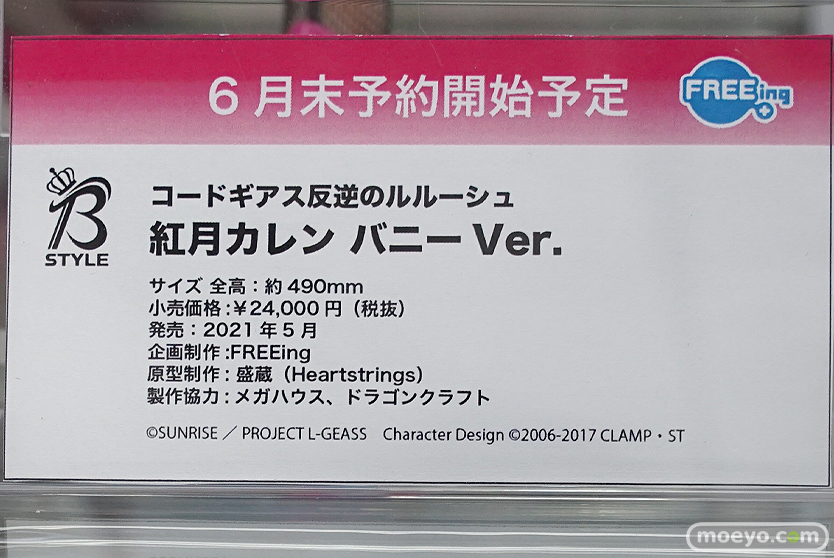 6月末予約開始予定
FREEing
B
STYLE
コードギアス反逆のルルーシュ
紅月カレン バニーVer.
サイズ 全高：約490mm
小売価格：¥24,000円（税抜）
発売：2021年5月
企画制作：FREEing
原型制作：盛蔵（Heartstrings）
製作協力：メガハウス、ドラゴンクラフト
©SUNRISE／PROJECT L-GEASS Character Design ©2006-2017 CLAMP・ST
moeyo.com